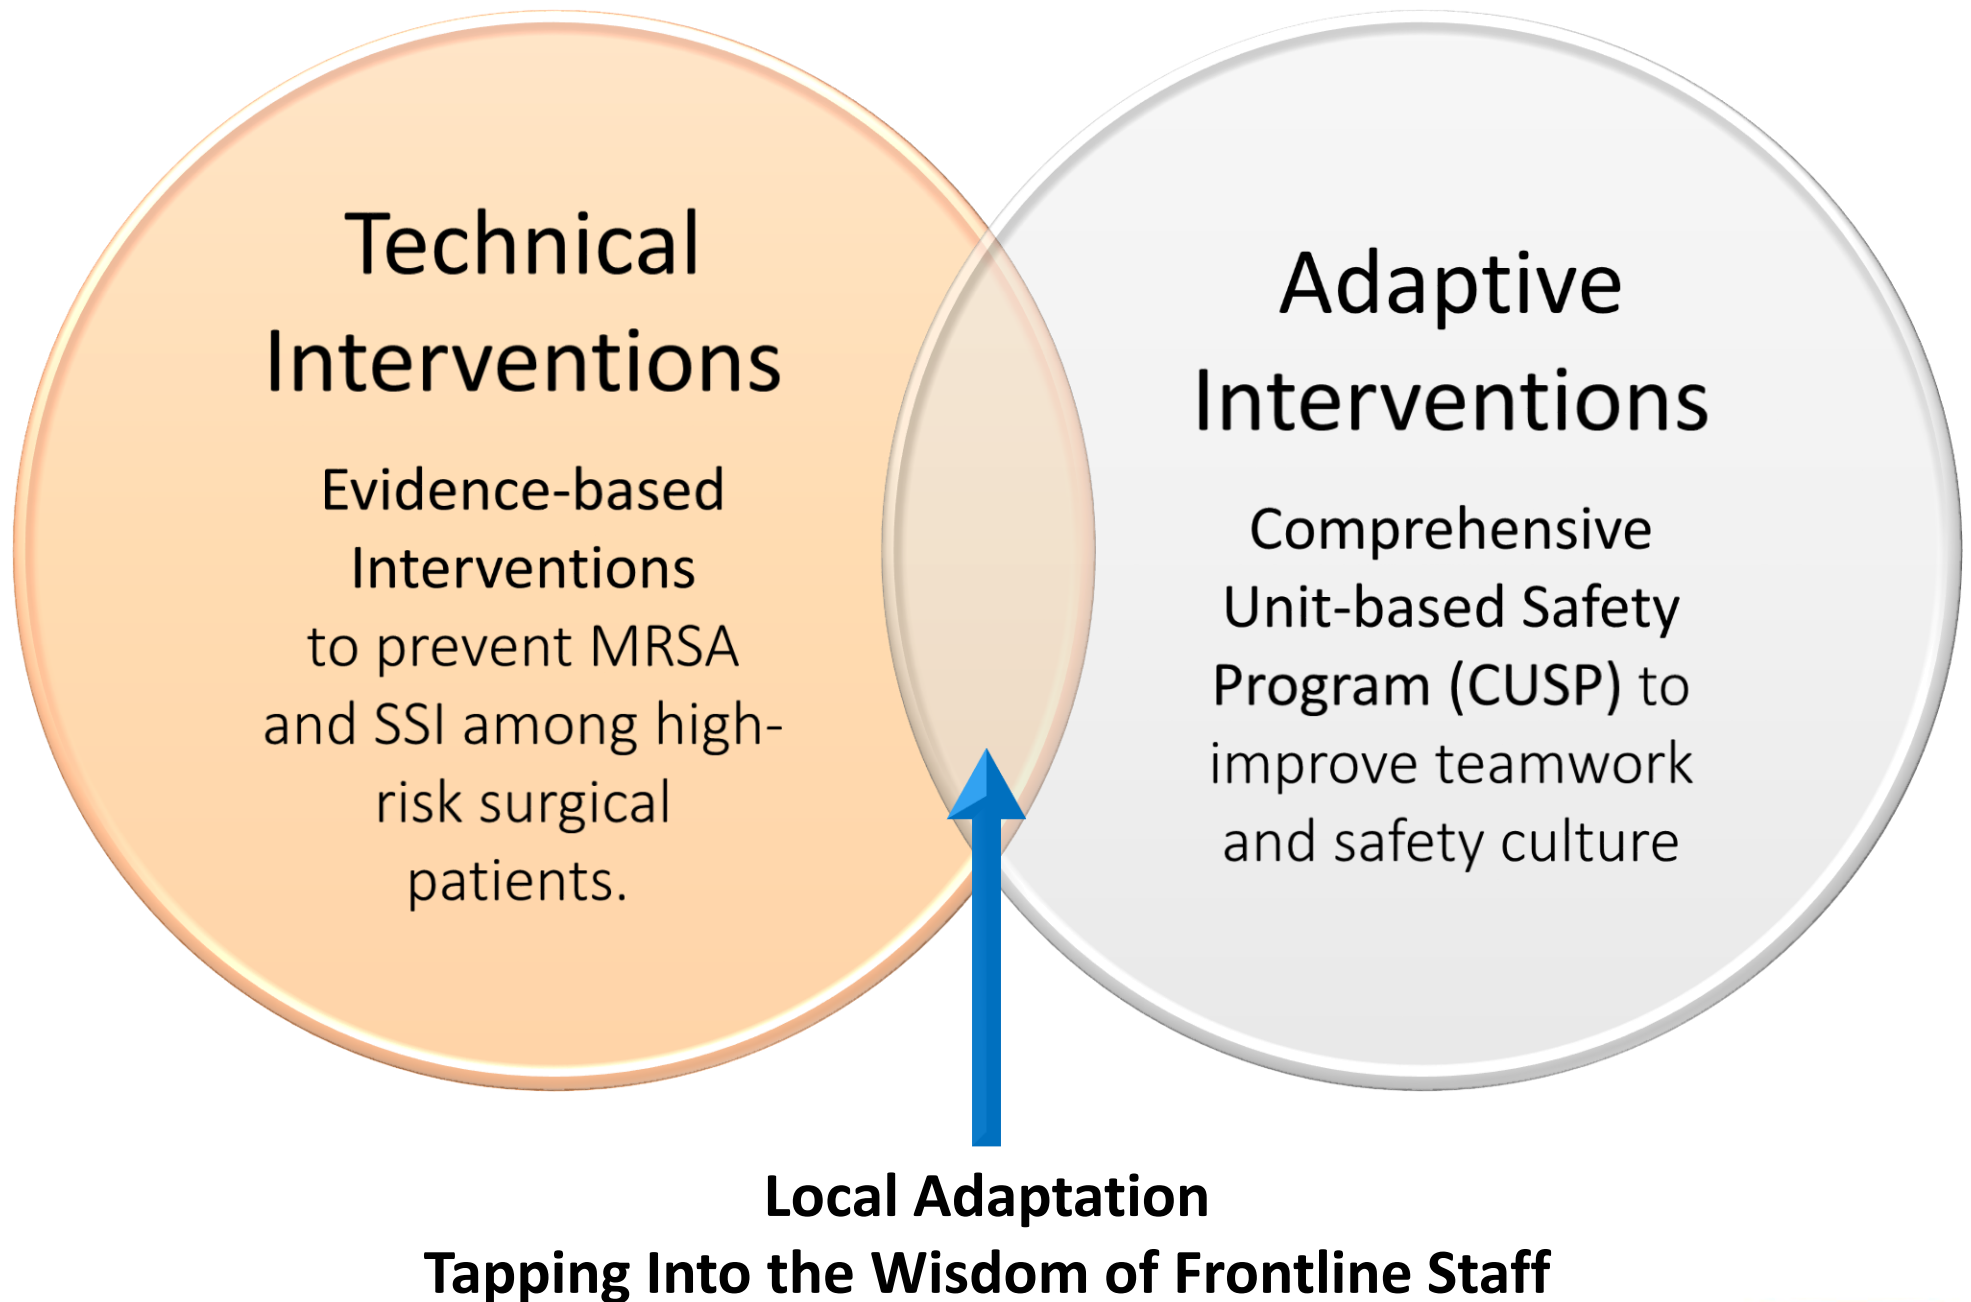 Technical
Interventions
Evidence-based
Interventions
to prevent MRSA
and SSI among high-
risk surgical
patients.
Adaptive
Interventions
Comprehensive
Unit-based Safety
Program (CUSP) to
improve teamwork
and safety culture
Local Adaptation
Tapping Into the Wisdom of Frontline Staff